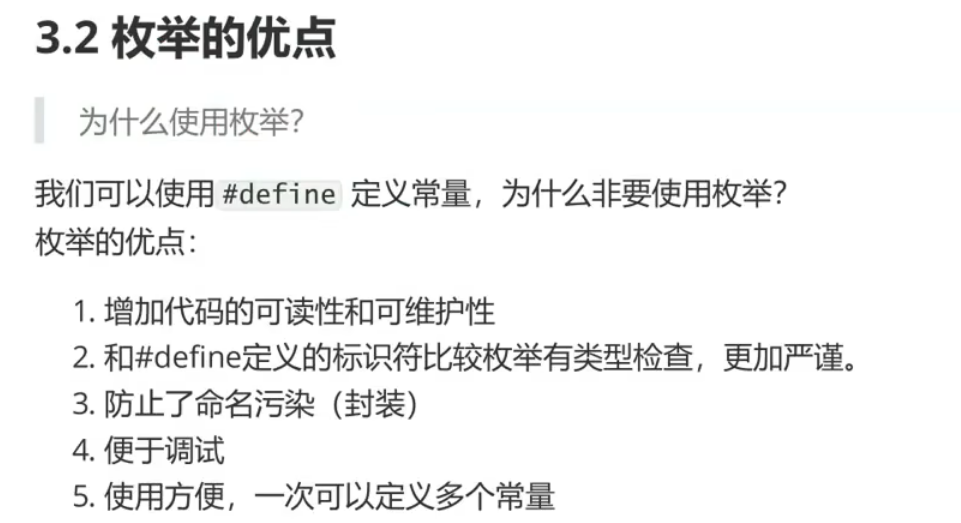 3.2 枚举的优点
为什么使用枚举？
我们可以使用 #define 定义常量，为什么非要使用枚举？
枚举的优点：
1. 增加代码的可读性和可维护性
2. 和#define定义的标识符比较枚举有类型检查，更加严谨。
3. 防止了命名污染（封装）
4. 便于调试
5. 使用方便，一次可以定义多个常量